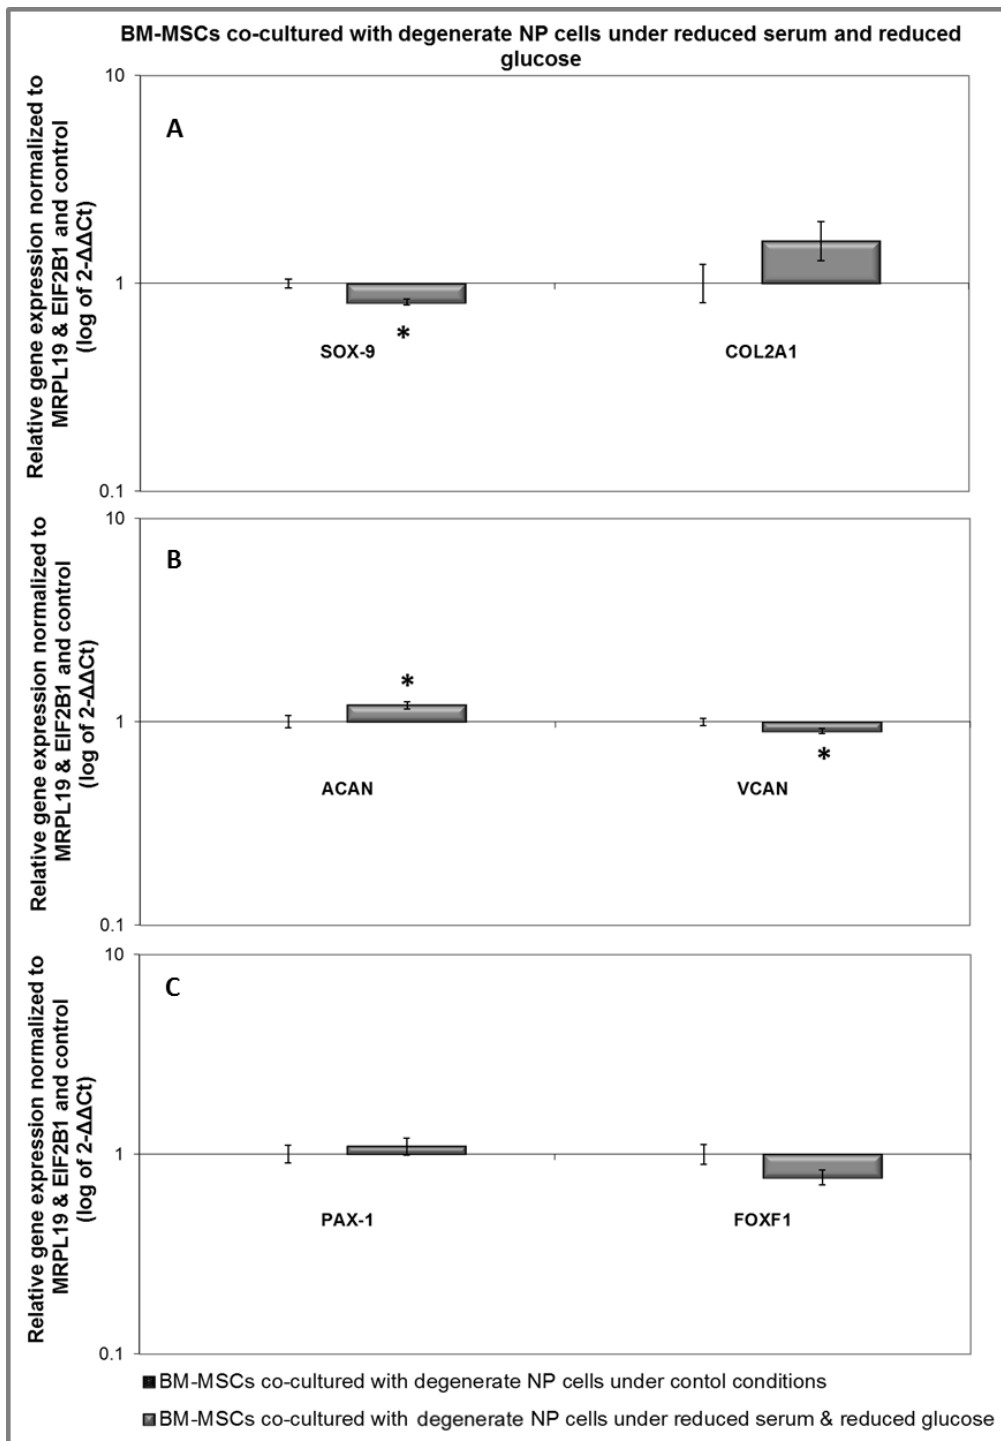 BM-MSCs co-cultured with degenerate NP cells under reduced serum and reduced
glucose
Relative gene expression normalized to
MRPL19 & EIF2B1 and control
(log of 2-ΔΔCt)
10
1
0.1
A
*
SOX-9
COL2A1
Relative gene expression normalized to
MRPL19 & EIF2B1 and control
(log of 2-ΔΔCt)
10
1
0.1
B
*
*
ACAN
VCAN
Relative gene expression normalized to
MRPL19 & EIF2B1 and control
(log of 2-ΔΔCt)
10
1
0.1
C
PAX-1
FOXF1
BM-MSCs co-cultured with degenerate NP cells under contol conditions
BM-MSCs co-cultured with degenerate NP cells under reduced serum & reduced glucose